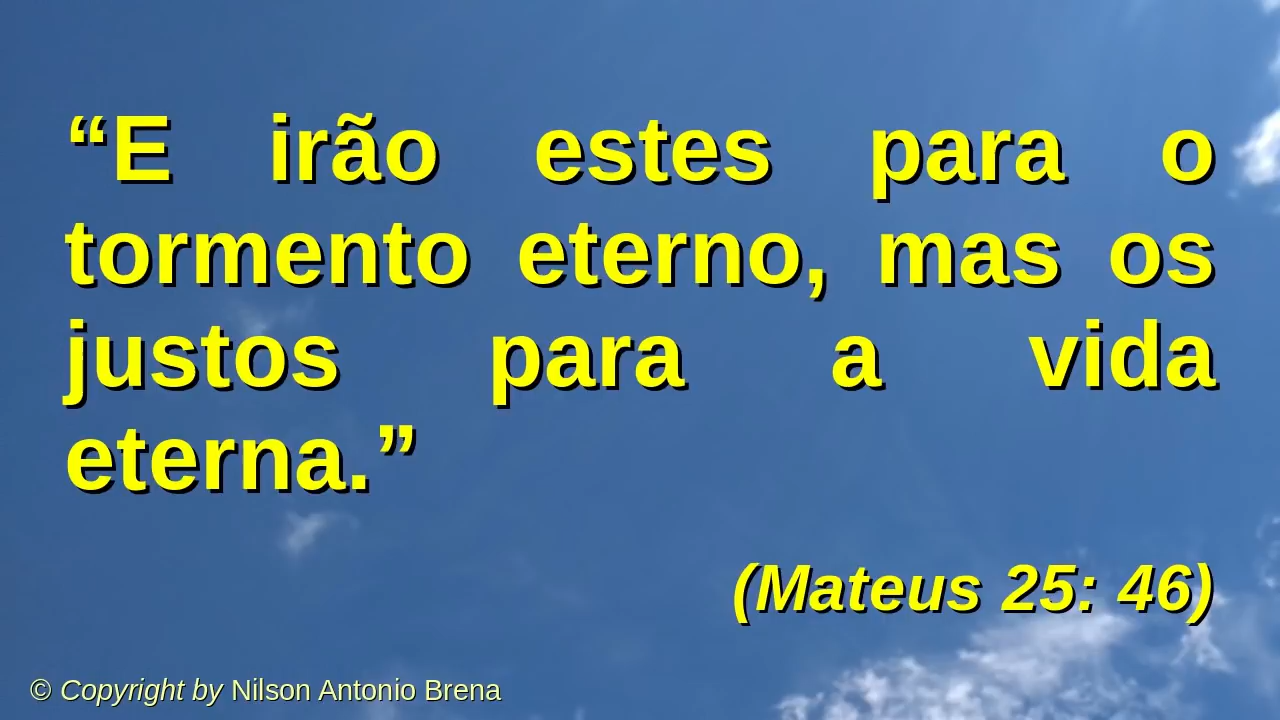 “E irão estes para o
tormento eterno, mas os
justos para a vida
eterna.”
(Mateus 25: 46)
© Copyright by Nilson Antonio Brena